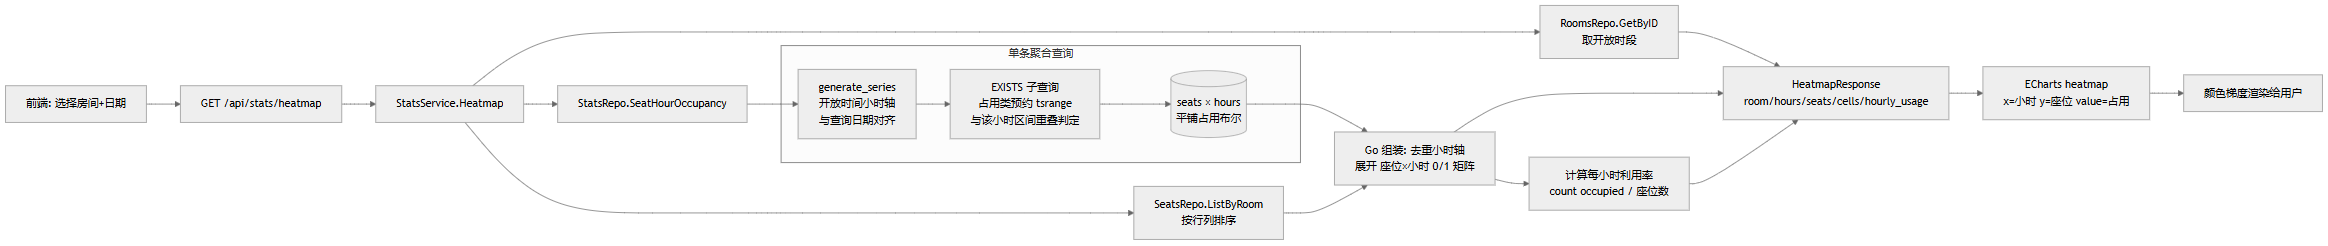 前端: 选择房间+日期
GET /api/stats/heatmap
StatsService.Heatmap
StatsRepo.SeatHourOccupancy
单条聚合查询
generate_series
开放时间小时轴
与查询日期对齐
EXISTS 子查询
占用类预约 tsrange
与该小时区间重叠判定
seats × hours
平铺占用布尔
SeatsRepo.ListByRoom
按行列排序
RoomsRepo.GetByID
取开放时段
Go 组装: 去重小时轴
展开 座位×小时 0/1 矩阵
计算每小时利用率
count occupied / 座位数
HeatmapResponse
room/hours/seats/cells/hourly_usage
ECharts heatmap
x=小时 y=座位 value=占用
颜色梯度渲染给用户